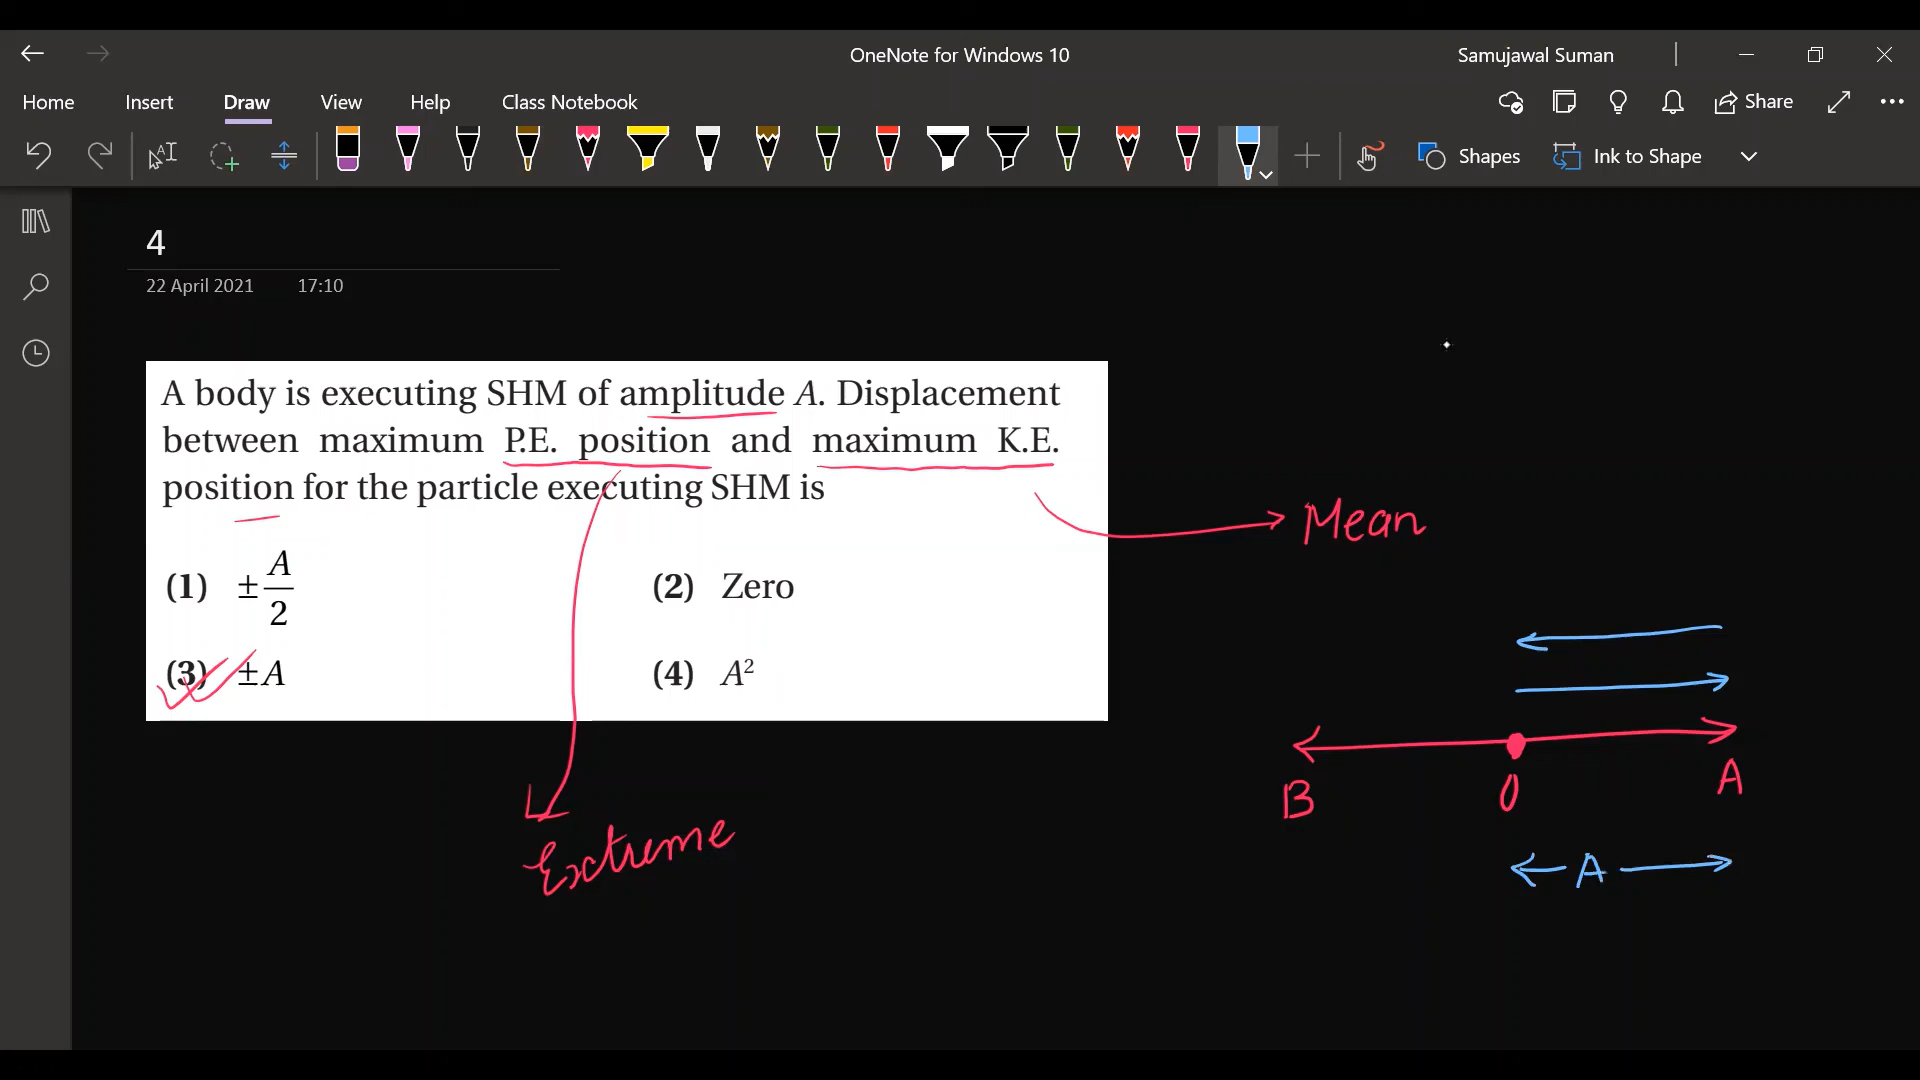 OneNote for Windows 10
Samujawal Suman
Home Insert Draw View Help Class Notebook
Share
Shapes Ink to Shape
4
22 April 2021 17:10
A body is executing SHM of amplitude A. Displacement
between maximum P.E. position and maximum K.E.
position for the particle executing SHM is
(1) ±A/2 (2) Zero
(3) ±A (4) A²
Mean
B O A
A
Extreme